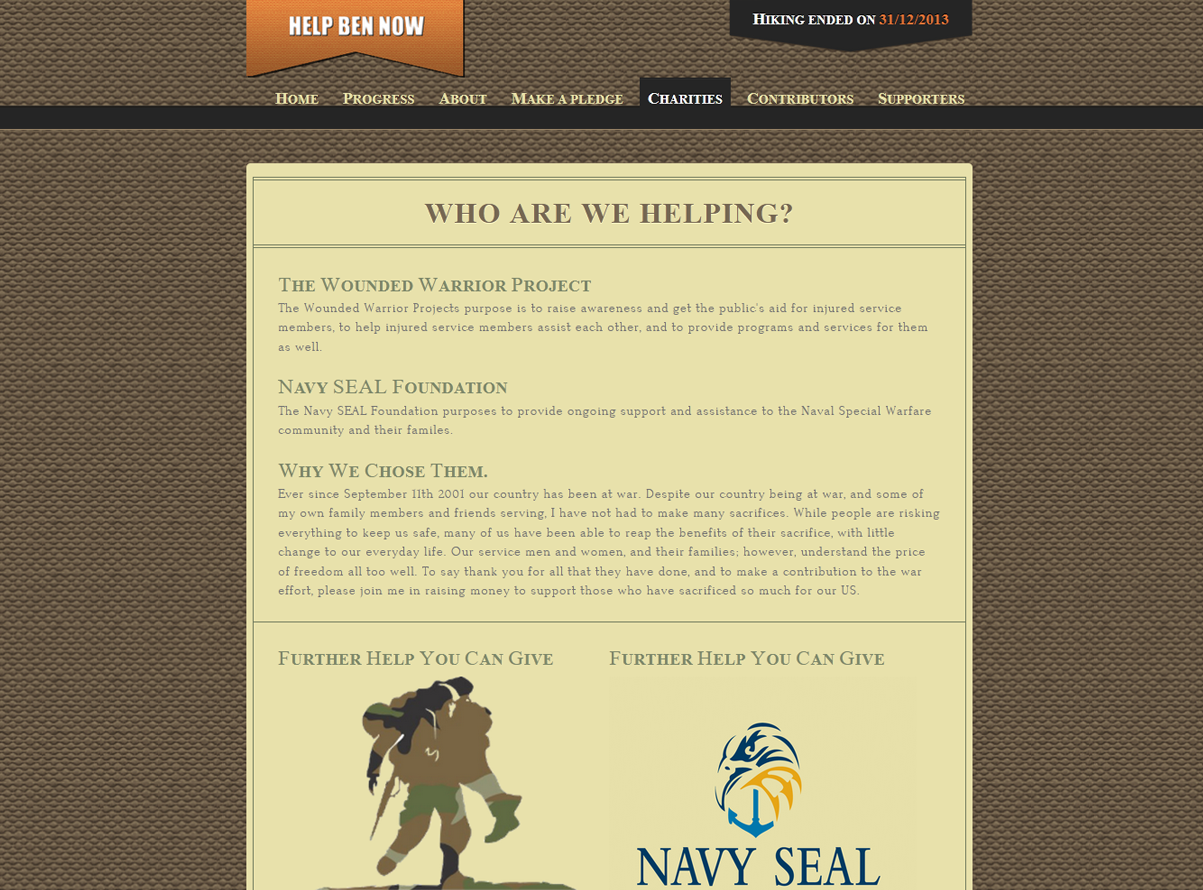 HELP BEN NOW
Hiking ended on 31/12/2013
Home Progress About Make a pledge Charities Contributors Supporters
WHO ARE WE HELPING?
The Wounded Warrior Project
The Wounded Warrior Projects purpose is to raise awareness and get the public's aid for injured service
members, to help injured service members assist each other, and to provide programs and services for them
as well.
Navy SEAL Foundation
The Navy SEAL Foundation purposes to provide ongoing support and assistance to the Naval Special Warfare
community and their familes.
Why We Chose Them.
Ever since September 11th 2001 our country has been at war. Despite our country being at war, and some of
my own family members and friends serving, I have not had to make many sacrifices. While people are risking
everything to keep us safe, many of us have been able to reap the benefits of their sacrifice, with little
change to our everyday life. Our service men and women, and their families; however, understand the price
of freedom all too well. To say thank you for all that they have done, and to make a contribution to the war
effort, please join me in raising money to support those who have sacrificed so much for our US.
Further Help You Can Give
Further Help You Can Give
NAVY SEAL